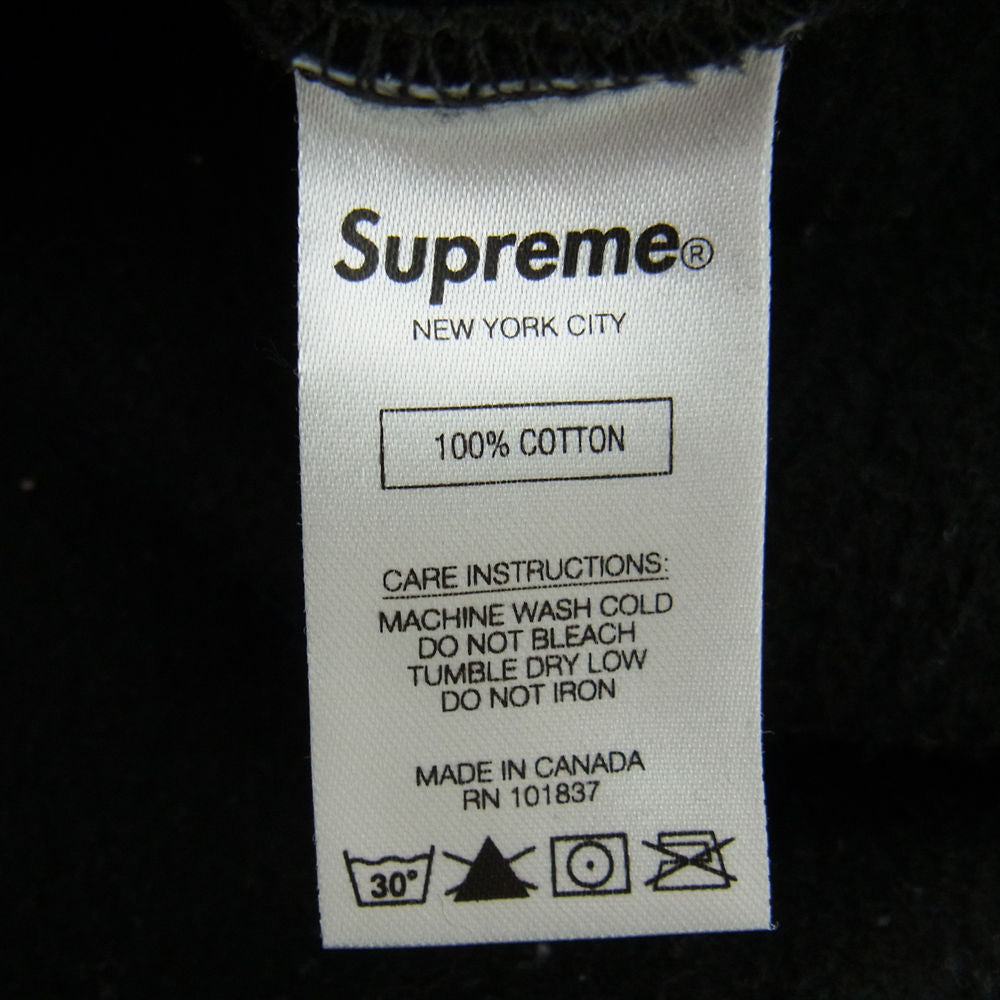 Supreme®
NEW YORK CITY
100% COTTON
CARE INSTRUCTIONS:
MACHINE WASH COLD
DO NOT BLEACH
TUMBLE DRY LOW
DO NOT IRON
MADE IN CANADA
RN 101837
30°